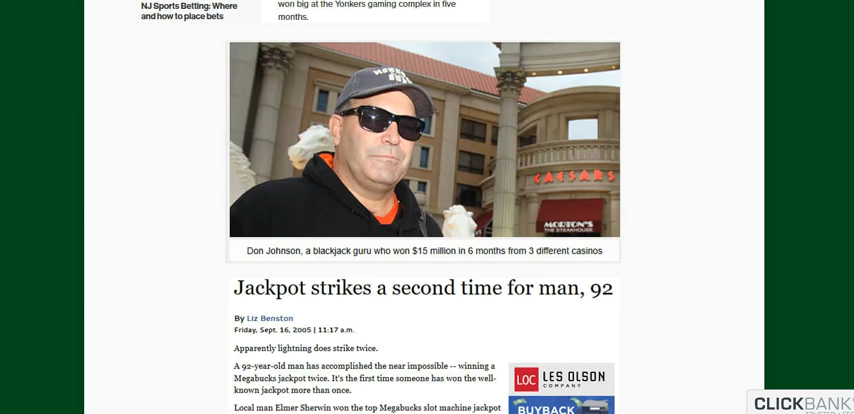 NJ Sports Betting: Where
and how to place bets
won big at the Yonkers gaming complex in five
months.
CAESARS
MORTON'S
THE STEAKHOUSE
Don Johnson, a blackjack guru who won $15 million in 6 months from 3 different casinos
Jackpot strikes a second time for man, 92
By Liz Benston
Friday, Sept. 16, 2005 | 11:17 a.m.
Apparently lightning does strike twice.
A 92-year-old man has accomplished the near impossible -- winning a
Megabucks jackpot twice. It's the first time someone has won the well-
known jackpot more than once.
Local man Elmer Sherwin won the top Megabucks slot machine jackpot
LOC LES OLSON
COMPANY
BUYBACK
CLICKBANK